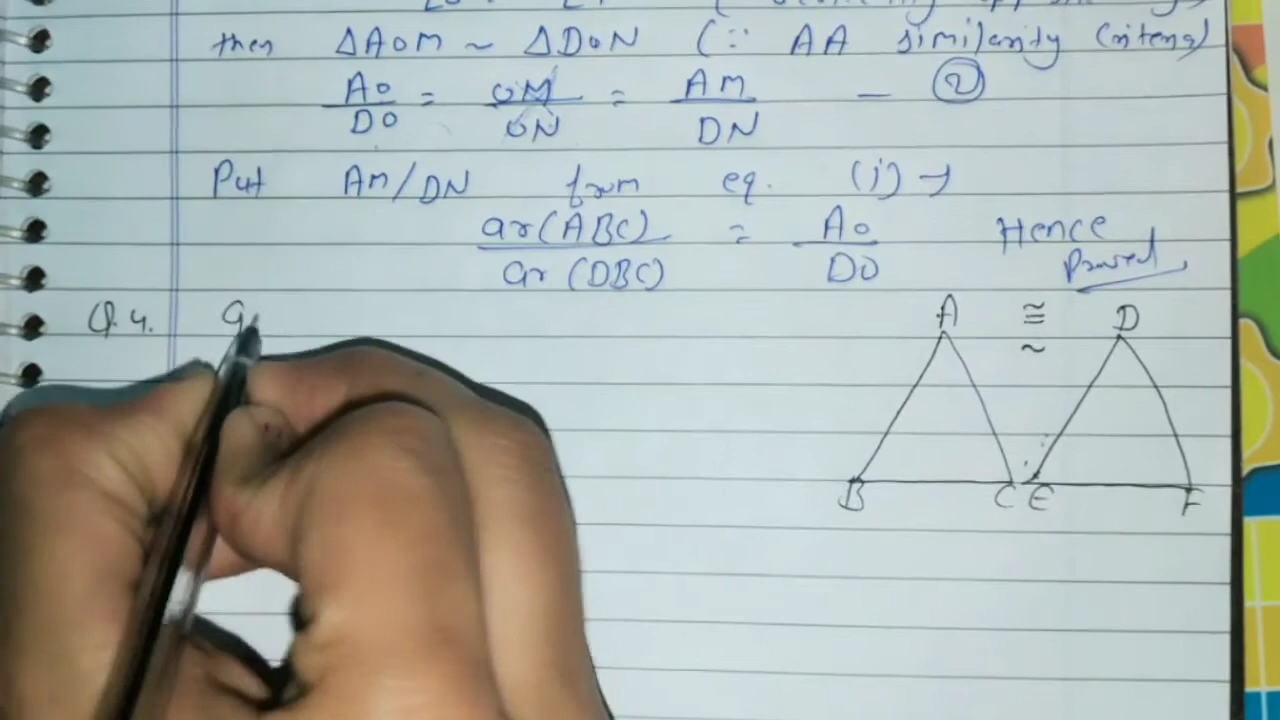 then ΔAOM ~ ΔDON (∵ AA similarity criteria)
AO/DO = OM/ON = AM/DN — ②
Put AM/DN from eq. (i) →
ar(ABC)/ar(DBC) = AO/DO Hence
Proved
Q.4. G
A ≅ D
~
B C E F